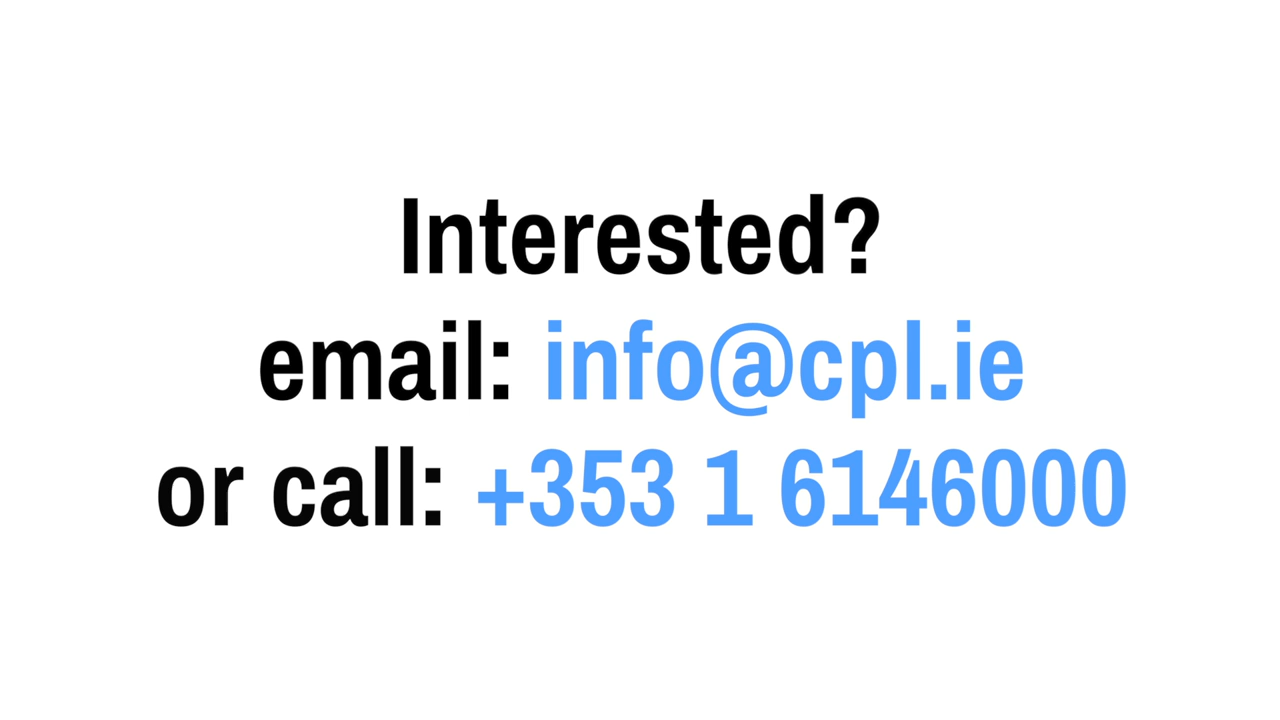 Interested?
email: info@cpl.ie
or call: +353 1 6146000